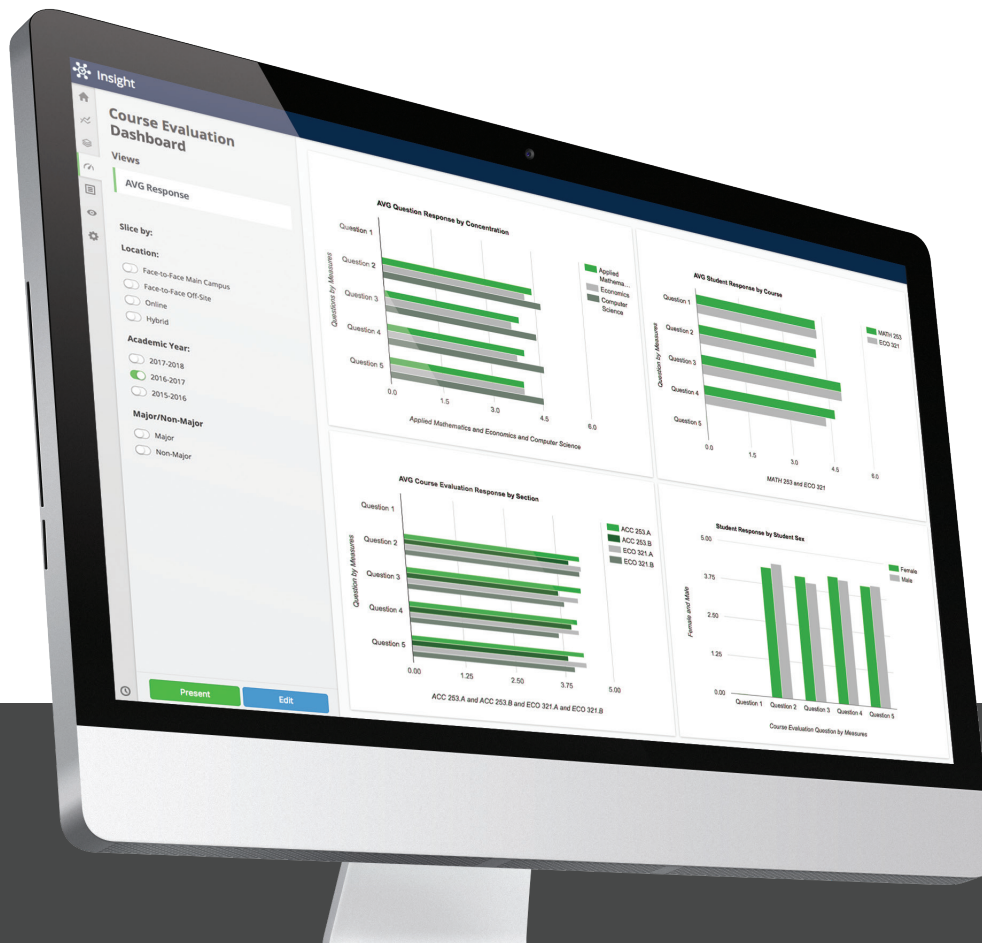 Insight
Course Evaluation
Dashboard
Views
AVG Response
Slice by:
Location:
Face-to-Face Main Campus
Face-to-Face Off-Site
Online
Hybrid
Academic Year:
2017-2018
2016-2017
2015-2016
Major/Non-Major
Major
Non-Major
Present
Edit
AVG Question Response by Concentration
Questions by Measures
Question 1
Question 2
Question 3
Question 4
Question 5
0.0
1.5
3.0
4.5
6.0
Applied Mathematics and Economics and Computer Science
Applied
Mathema...
Economics
Computer
Science
AVG Student Response by Course
Question by Measures
Question 1
Question 2
Question 3
Question 4
Question 5
0.0
1.5
3.0
4.5
6.0
MATH 253 and ECO 321
MATH 253
ECO 321
AVG Course Evaluation Response by Section
Question by Measures
Question 1
Question 2
Question 3
Question 4
Question 5
0.00
1.25
2.50
3.75
5.00
ACC 253.A and ACC 253.B and ECO 321.A and ECO 321.B
ACC 253.A
ACC 253.B
ECO 321.A
ECO 321.B
Student Response by Student Sex
Female and Male
5.00
3.75
2.50
1.25
0.00
Question 1
Question 2
Question 3
Question 4
Question 5
Course Evaluation Question by Measures
Female
Male